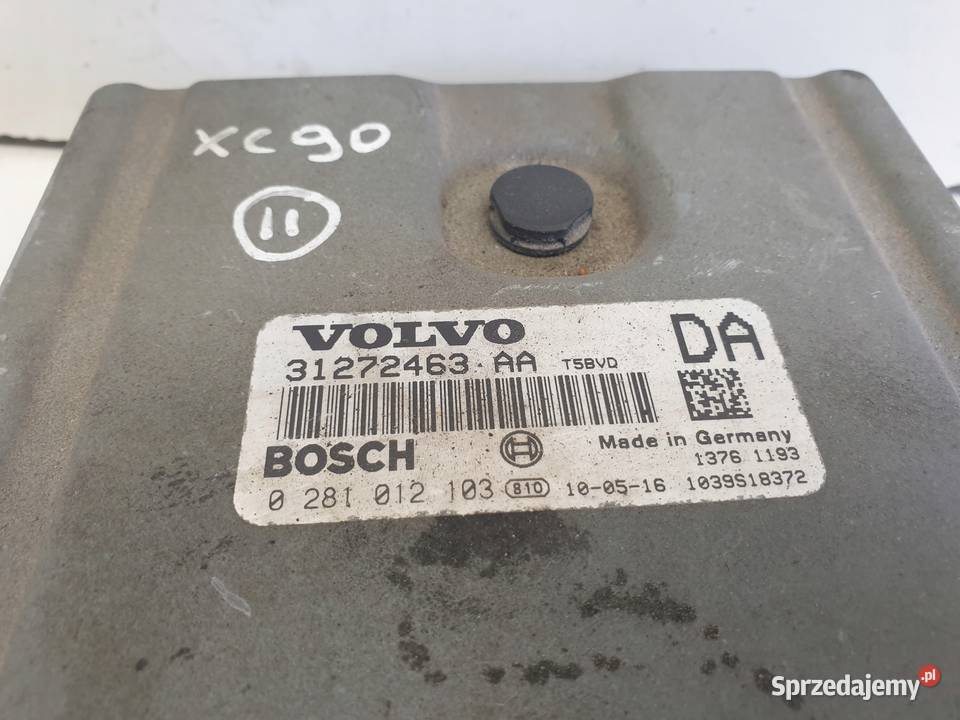 xc90
11
VOLVO
DA
31272463 AA T5BVD
BOSCH
Made in Germany
1376 1193
0 281 012 103 810 10-05-16 1039S18372
Sprzedajemy.pl